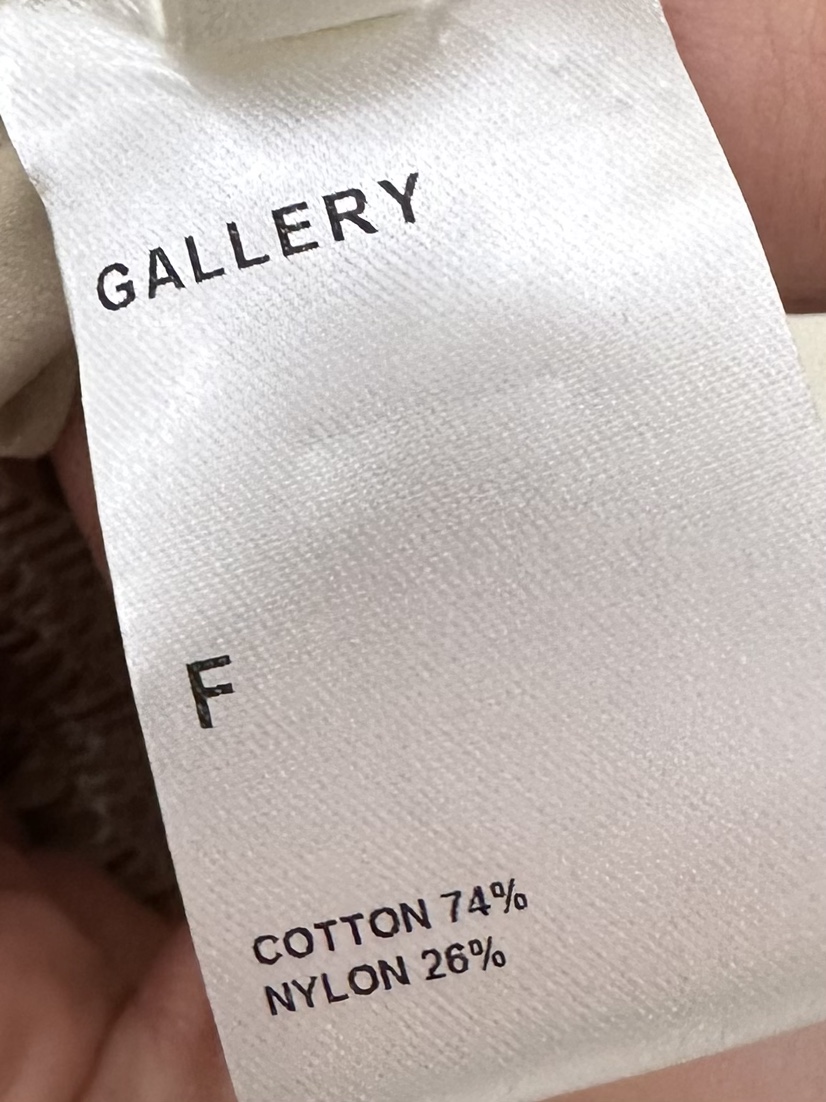 GALLERY
F
COTTON 74%
NYLON 26%